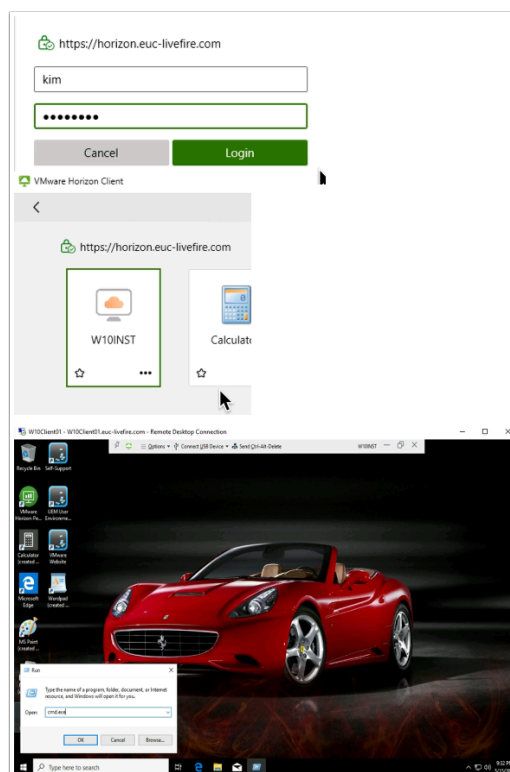 https://horizon.euc-livefire.com
kim
Cancel Login
VMware Horizon Client
https://horizon.euc-livefire.com
W10INST Calculato
W10Client01 - W10Client01.euc-livefire.com - Remote Desktop Connection
Options Connect USB Device Send Ctrl-Alt-Delete W10INST
Recycle Bin Self-Support
VMware Horizon Pe... UEM User Environme...
Calculator (created ... VMware Website
Microsoft Edge Wordpad (created ...
MS Paint (created ...
Run
Type the name of a program, folder, document, or Internet
resource, and Windows will open it for you.
Open: cmd.exe
OK Cancel Browse...
Type here to search
9:32 PM